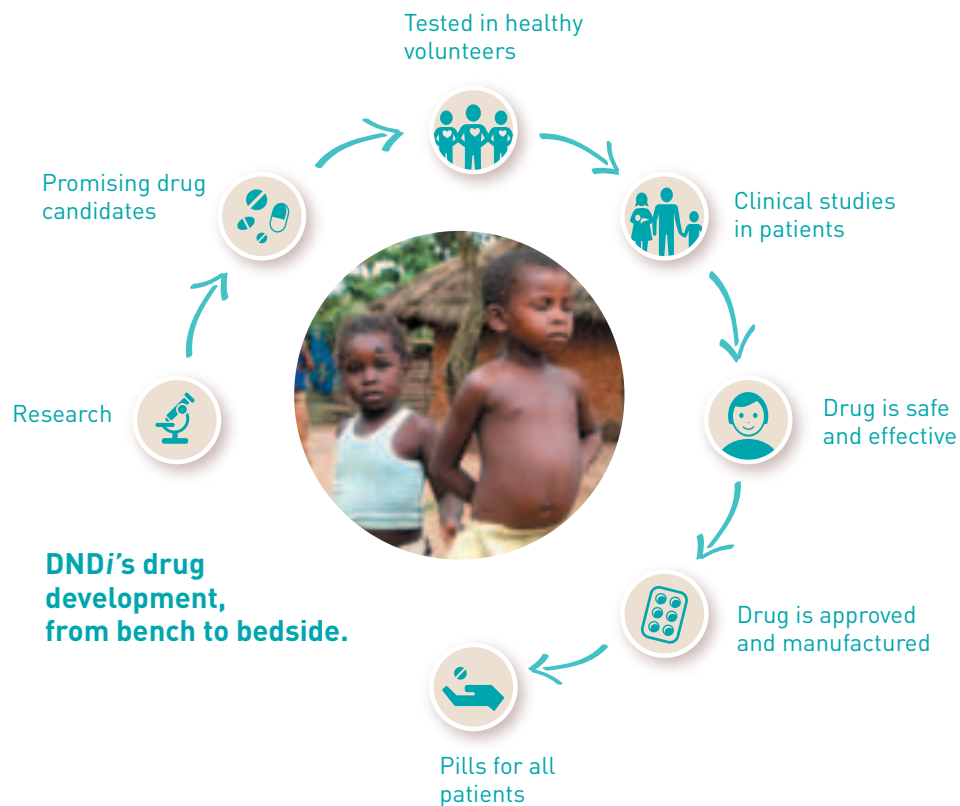 Tested in healthy
volunteers
Promising drug
candidates
Clinical studies
in patients
Research
Drug is safe
and effective
DNDi's drug
development,
from bench to bedside.
Drug is approved
and manufactured
Pills for all
patients